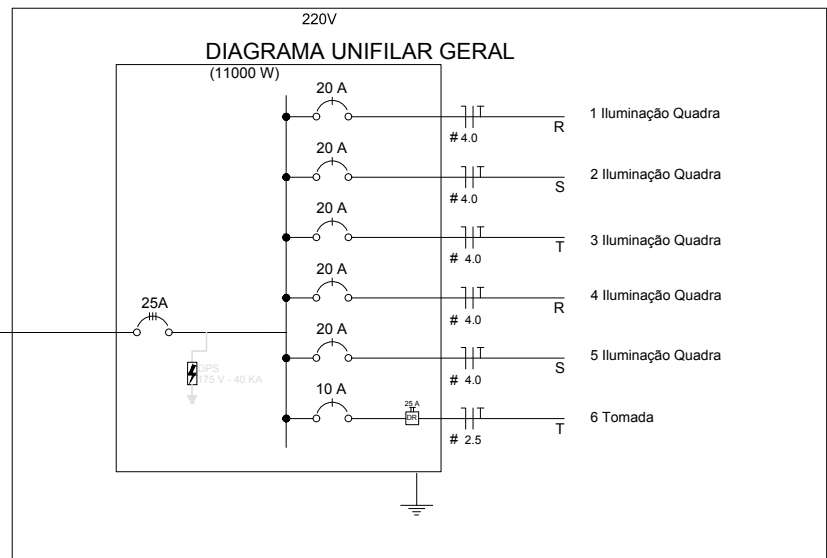 220V
DIAGRAMA UNIFILAR GERAL
(11000 W)
20 A
# 4.0
R
1 Iluminação Quadra
20 A
# 4.0
S
2 Iluminação Quadra
20 A
# 4.0
T
3 Iluminação Quadra
20 A
# 4.0
R
4 Iluminação Quadra
25A
20 A
# 4.0
S
5 Iluminação Quadra
DPS
175 V - 40 KA
10 A
25 A
DR
# 2.5
T
6 Tomada